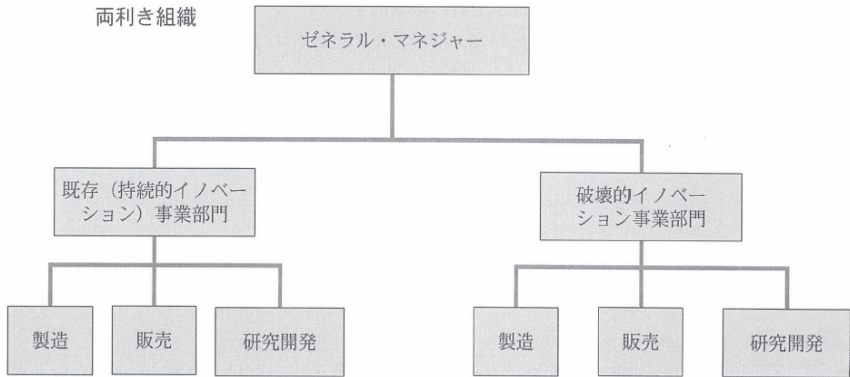 両利き組織
ゼネラル・マネジャー
既存（持続的イノベー
ション）事業部門
破壊的イノベー
ション事業部門
製造
販売
研究開発
製造
販売
研究開発